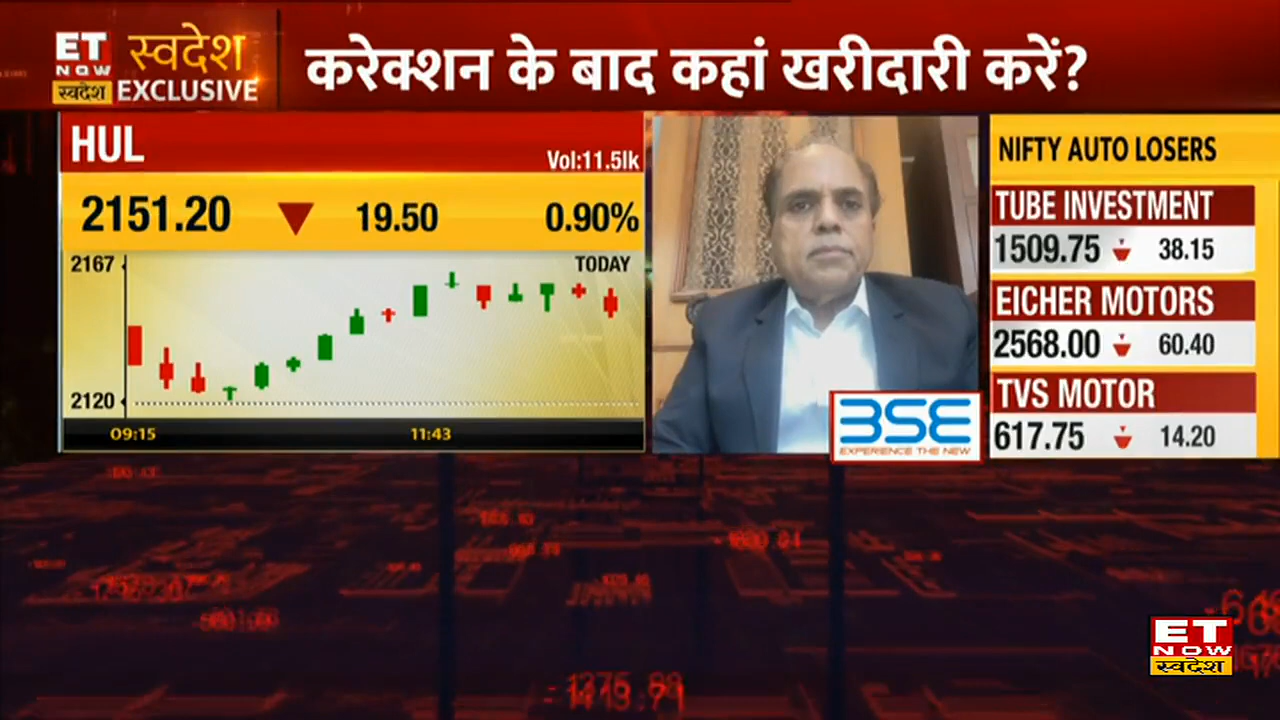 ET
NOW
स्वदेश
स्वदेश
EXCLUSIVE
करेक्शन के बाद कहां खरीदारी करें?
HUL
Vol:11.5lk
2151.20 19.50 0.90%
2167
TODAY
2120
09:15 11:43
BSE
EXPERIENCE THE NEW
NIFTY AUTO LOSERS
TUBE INVESTMENT
1509.75 38.15
EICHER MOTORS
2568.00 60.40
TVS MOTOR
617.75 14.20
ET
NOW
स्वदेश